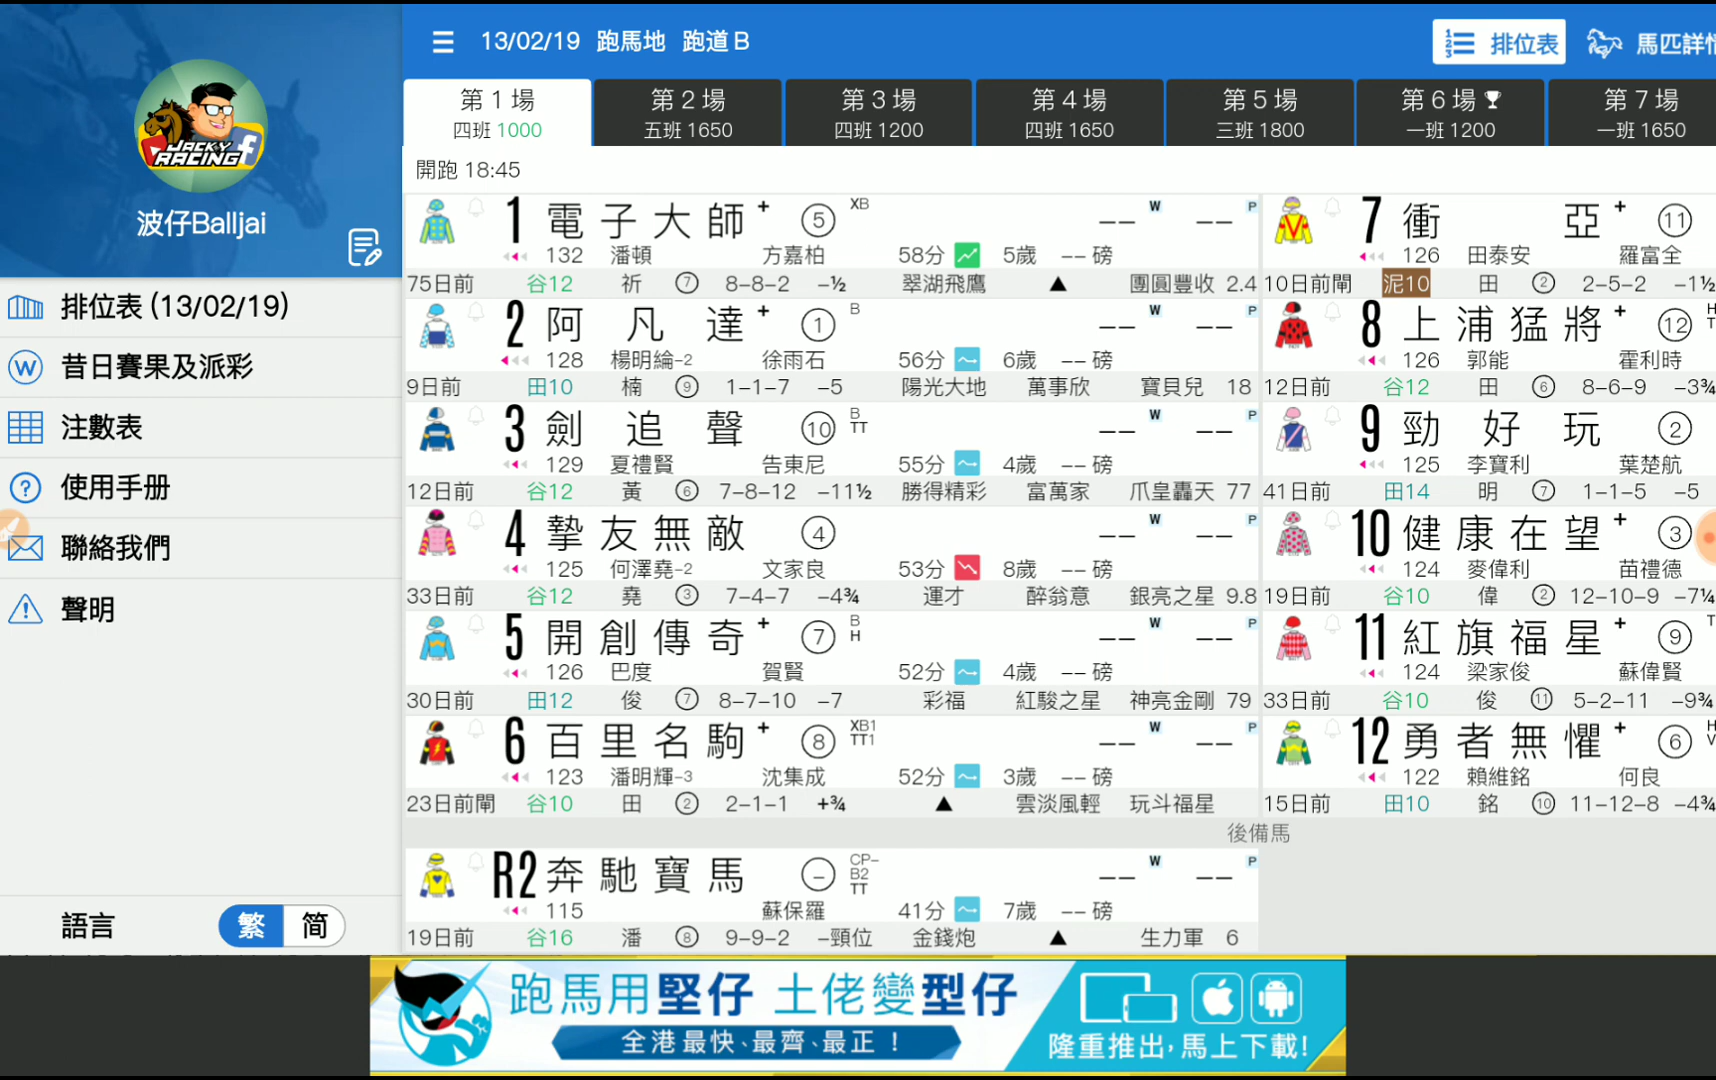 JACKY
RACING
波仔Balljai
排位表 (13/02/19)
昔日賽果及派彩
注數表
使用手册
聯絡我們
聲明
語言 繁 简
13/02/19 跑馬地 跑道 B
排位表
馬匹詳情
第 1 場
四班 1000
第 2 場
五班 1650
第 3 場
四班 1200
第 4 場
四班 1650
第 5 場
三班 1800
第 6 場
一班 1200
第 7 場
一班 1650
開跑 18:45
1 電子大師 + 5 XB -- W -- P
132 潘頓 方嘉柏 58分 5歲 -- 磅
75日前 谷12 祈 7 8-8-2 -½ 翠湖飛鷹 ▲ 團圓豐收 2.4
2 阿凡達 + 1 B -- W -- P
128 楊明綸-2 徐雨石 56分 6歲 -- 磅
9日前 田10 楠 9 1-1-7 -5 陽光大地 萬事欣 寶貝兒 18
3 劍追聲 10 B TT -- W -- P
129 夏禮賢 告東尼 55分 4歲 -- 磅
12日前 谷12 黃 6 7-8-12 -11½ 勝得精彩 富萬家 爪皇轟天 77
4 摯友無敵 4 -- W -- P
125 何澤堯-2 文家良 53分 8歲 -- 磅
33日前 谷12 堯 3 7-4-7 -4¾ 運才 醉翁意 銀亮之星 9.8
5 開創傳奇 + 7 B H -- W -- P
126 巴度 賀賢 52分 4歲 -- 磅
30日前 田12 俊 7 8-7-10 -7 彩福 紅駿之星 神亮金剛 79
6 百里名駒 + 8 XB1 TT1 -- W -- P
123 潘明輝-3 沈集成 52分 3歲 -- 磅
23日前閘 谷10 田 2 2-1-1 +¾ ▲ 雲淡風輕 玩斗福星
7 衝亞 + 11
126 田泰安 羅富全
10日前閘 泥10 田 2 2-5-2 -1½
8 上浦猛將 + 12 H T
126 郭能 霍利時
12日前 谷12 田 6 8-6-9 -3¾
9 勁好玩 2
125 李寶利 葉楚航
41日前 田14 明 7 1-1-5 -5
10 健康在望 + 3
124 麥偉利 苗禮德
19日前 谷10 偉 2 12-10-9 -7¼
11 紅旗福星 + 9 T
124 梁家俊 蘇偉賢
33日前 谷10 俊 11 5-2-11 -9¾
12 勇者無懼 + 6 H V
122 賴維銘 何良
15日前 田10 銘 10 11-12-8 -4¾
後備馬
R2 奔馳寶馬 - CP- B2 TT -- W -- P
115 蘇保羅 41分 7歲 -- 磅
19日前 谷16 潘 8 9-9-2 -頸位 金錢炮 ▲ 生力軍 6
跑馬用堅仔 土佬變型仔
全港最快、最齊、最正！
隆重推出,馬上下載!